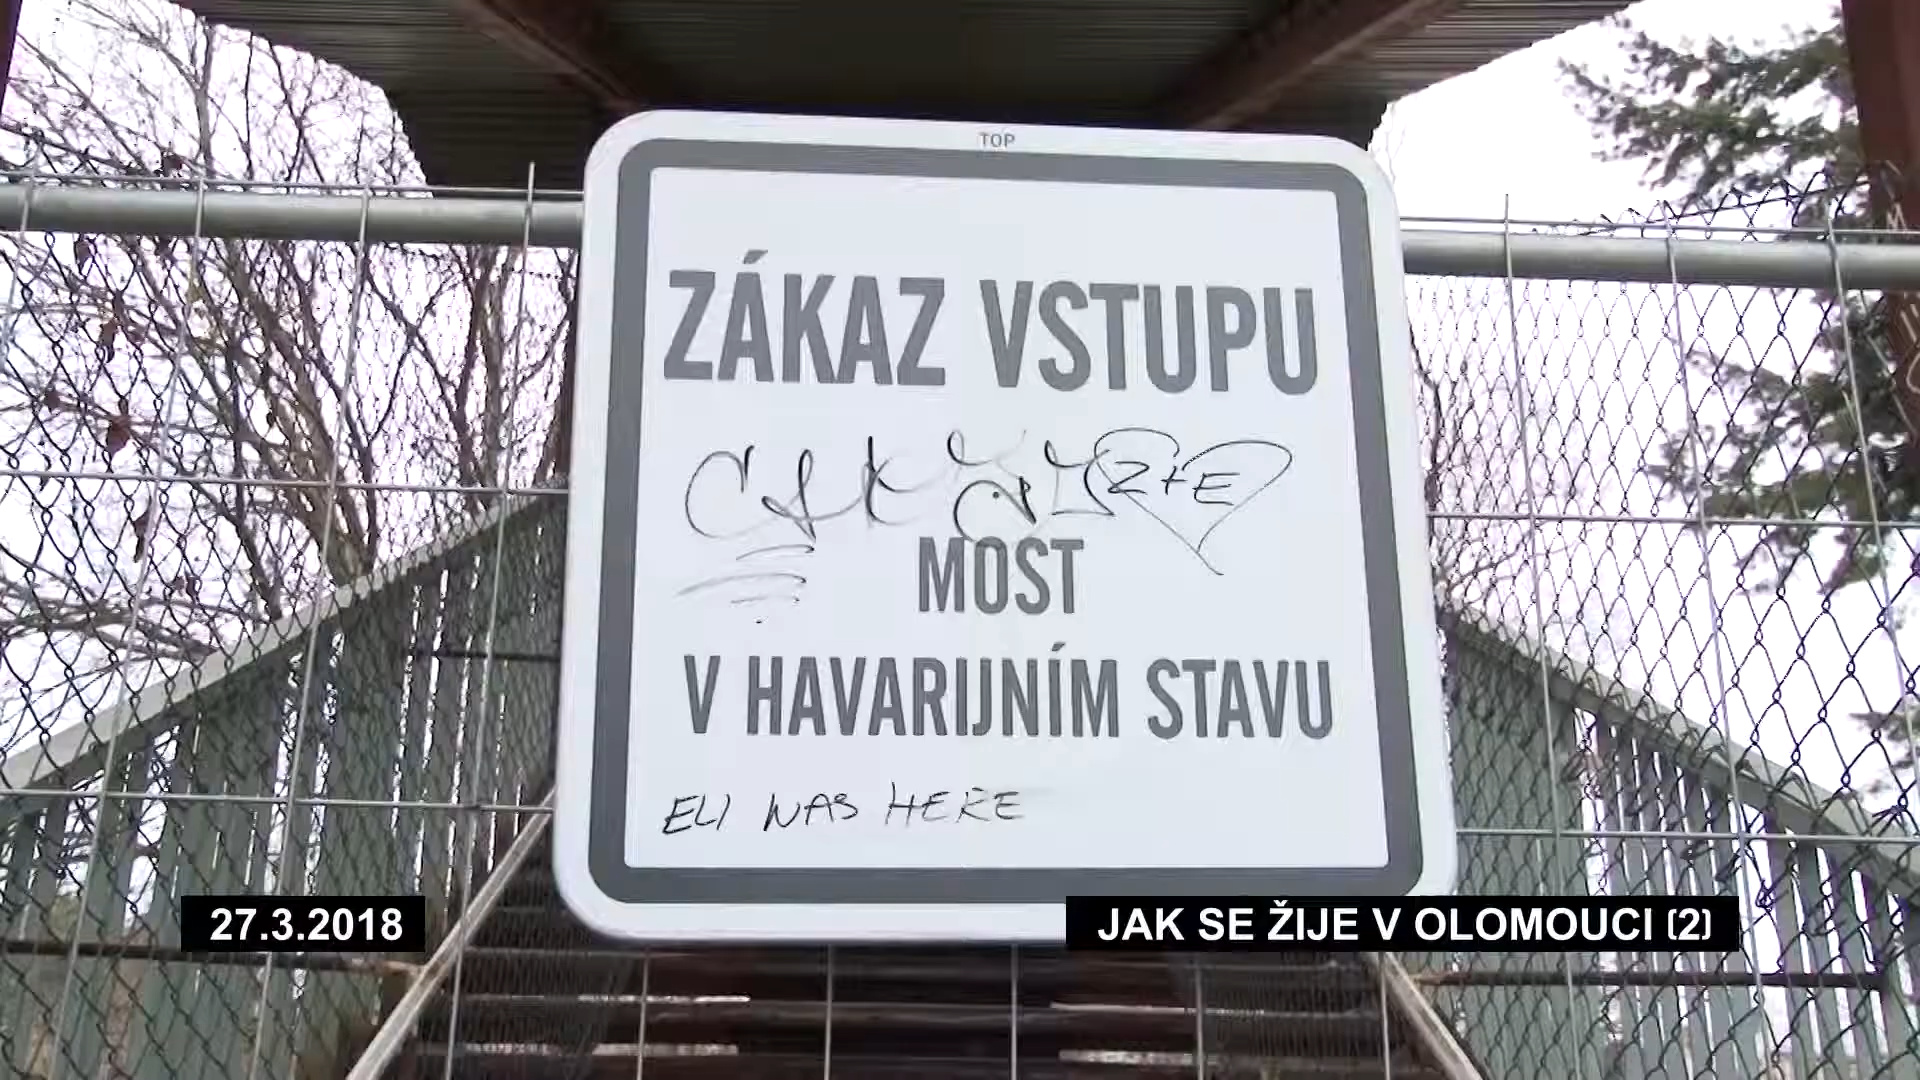 TOP
ZÁKAZ VSTUPU
Z+E
MOST
V HAVARIJNÍM STAVU
ELI WAS HERE
27.3.2018
JAK SE ŽIJE V OLOMOUCI (2)